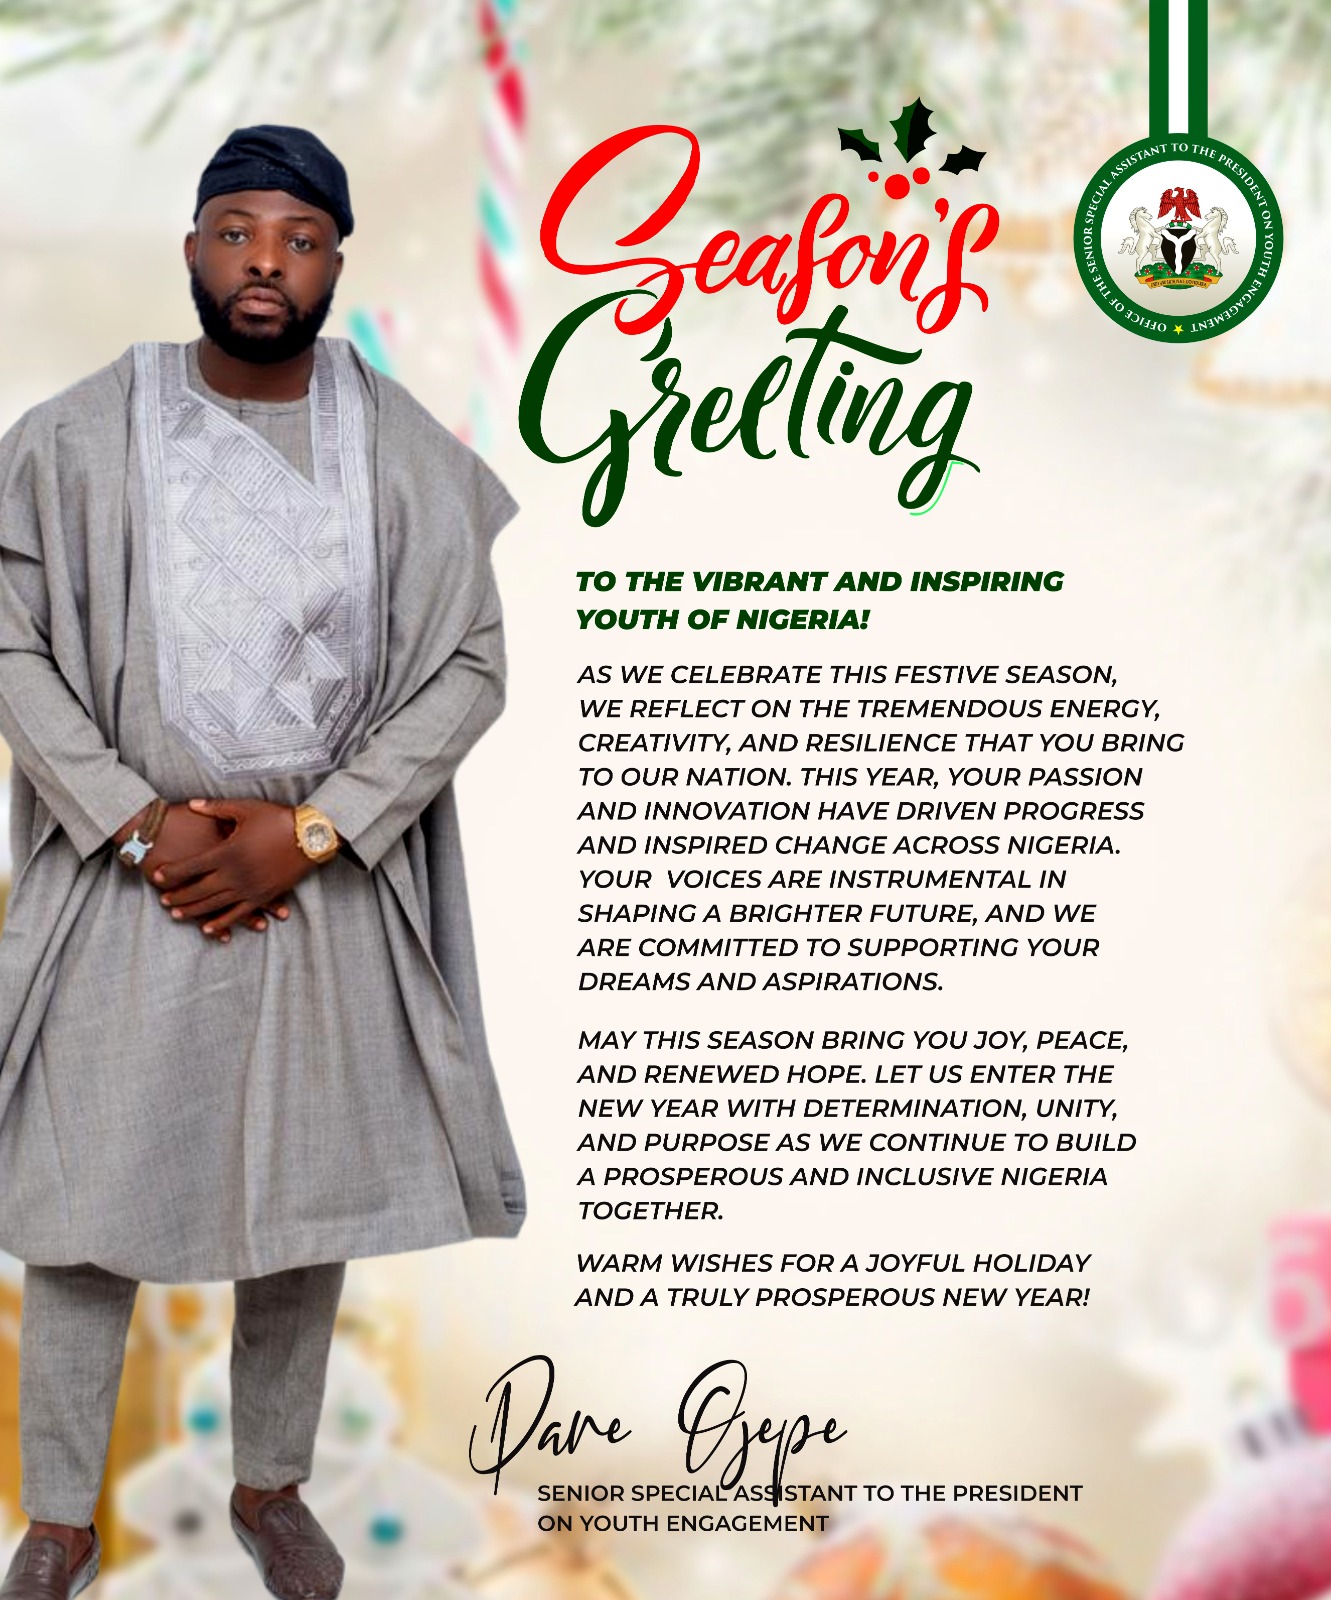 Season's
Greeting
OFFICE OF THE SENIOR SPECIAL ASSISTANT TO THE PRESIDENT ON YOUTH ENGAGEMENT
TO THE VIBRANT AND INSPIRING
YOUTH OF NIGERIA!
AS WE CELEBRATE THIS FESTIVE SEASON,
WE REFLECT ON THE TREMENDOUS ENERGY,
CREATIVITY, AND RESILIENCE THAT YOU BRING
TO OUR NATION. THIS YEAR, YOUR PASSION
AND INNOVATION HAVE DRIVEN PROGRESS
AND INSPIRED CHANGE ACROSS NIGERIA.
YOUR  VOICES ARE INSTRUMENTAL IN
SHAPING A BRIGHTER FUTURE, AND WE
ARE COMMITTED TO SUPPORTING YOUR
DREAMS AND ASPIRATIONS.
MAY THIS SEASON BRING YOU JOY, PEACE,
AND RENEWED HOPE. LET US ENTER THE
NEW YEAR WITH DETERMINATION, UNITY,
AND PURPOSE AS WE CONTINUE TO BUILD
A PROSPEROUS AND INCLUSIVE NIGERIA
TOGETHER.
WARM WISHES FOR A JOYFUL HOLIDAY
AND A TRULY PROSPEROUS NEW YEAR!
Dare Ojepe
SENIOR SPECIAL ASSISTANT TO THE PRESIDENT
ON YOUTH ENGAGEMENT